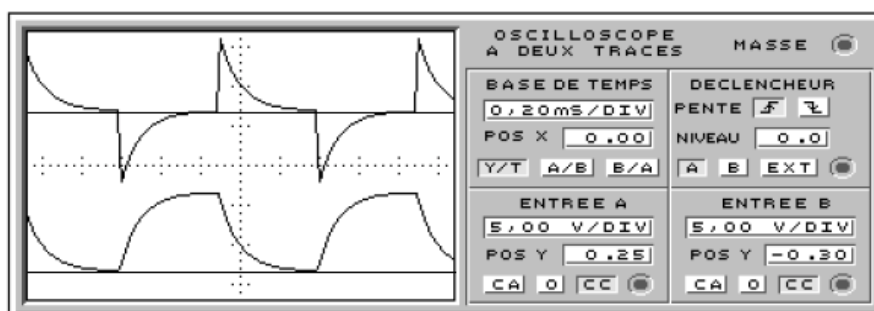 OSCILLOSCOPE
A DEUX TRACES
MASSE
BASE DE TEMPS
0,20mS/DIV
POS X 0.00
Y/T A/B B/A
DECLENCHEUR
PENTE
NIVEAU 0.0
A B EXT
ENTREE A
5,00 V/DIV
POS Y 0.25
CA 0 CC
ENTREE B
5,00 V/DIV
POS Y -0.30
CA 0 CC